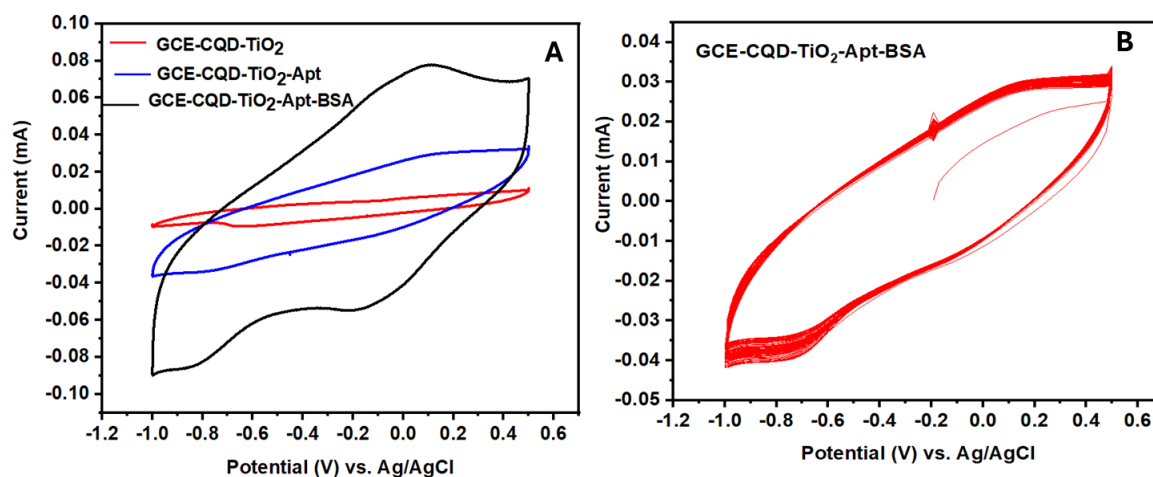 A
GCE-CQD-TiO₂
GCE-CQD-TiO₂-Apt
GCE-CQD-TiO₂-Apt-BSA
0.10
0.08
0.06
0.04
0.02
0.00
-0.02
-0.04
-0.06
-0.08
-0.10
Current (mA)
-1.2 -1.0 -0.8 -0.6 -0.4 -0.2 0.0 0.2 0.4 0.6
Potential (V) vs. Ag/AgCl
B
GCE-CQD-TiO₂-Apt-BSA
0.04
0.03
0.02
0.01
0.00
-0.01
-0.02
-0.03
-0.04
-0.05
Current (mA)
-1.2 -1.0 -0.8 -0.6 -0.4 -0.2 0.0 0.2 0.4 0.6
Potential (V) vs. Ag/AgCl